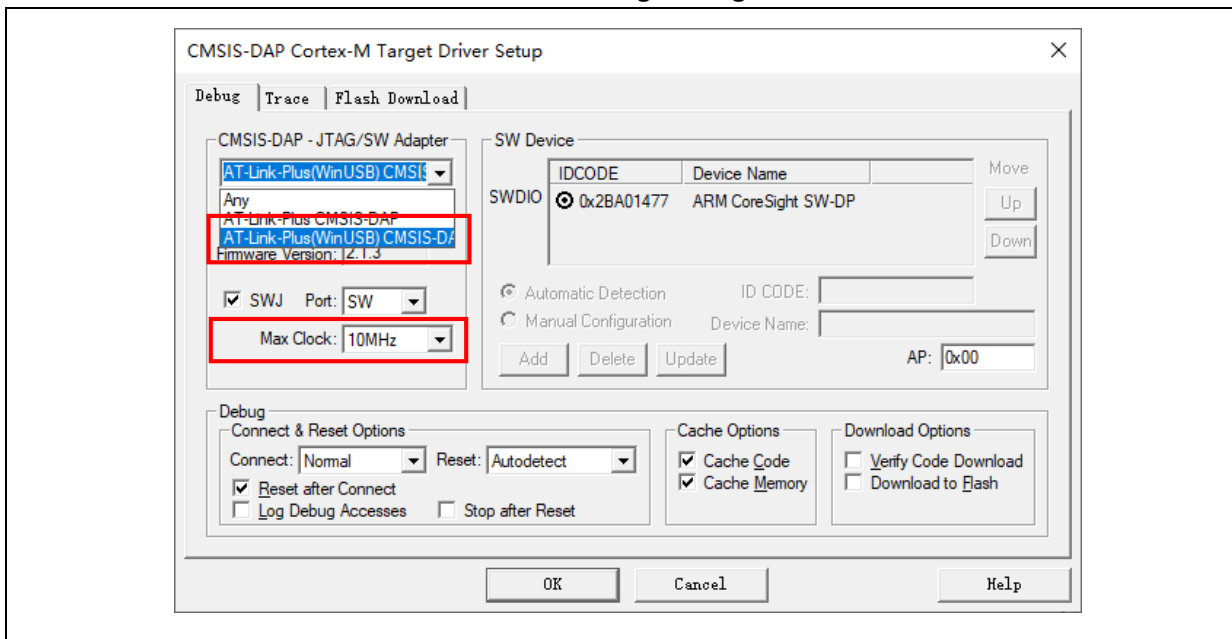 CMSIS-DAP Cortex-M Target Driver Setup
Debug Trace Flash Download
CMSIS-DAP - JTAG/SW Adapter
AT-Link-Plus(WinUSB) CMSIS
Any
AT-Link-Plus CMSIS-DAP
AT-Link-Plus(WinUSB) CMSIS-DA
Firmware Version: 2.1.3
SWJ Port: SW
Max Clock: 10MHz
SW Device
IDCODE Device Name
SWDIO 0x2BA01477 ARM CoreSight SW-DP
Move
Up
Down
Automatic Detection ID CODE:
Manual Configuration Device Name:
Add Delete Update AP: 0x00
Debug
Connect & Reset Options
Connect: Normal Reset: Autodetect
Reset after Connect
Log Debug Accesses Stop after Reset
Cache Options
Cache Code
Cache Memory
Download Options
Verify Code Download
Download to Flash
OK Cancel Help